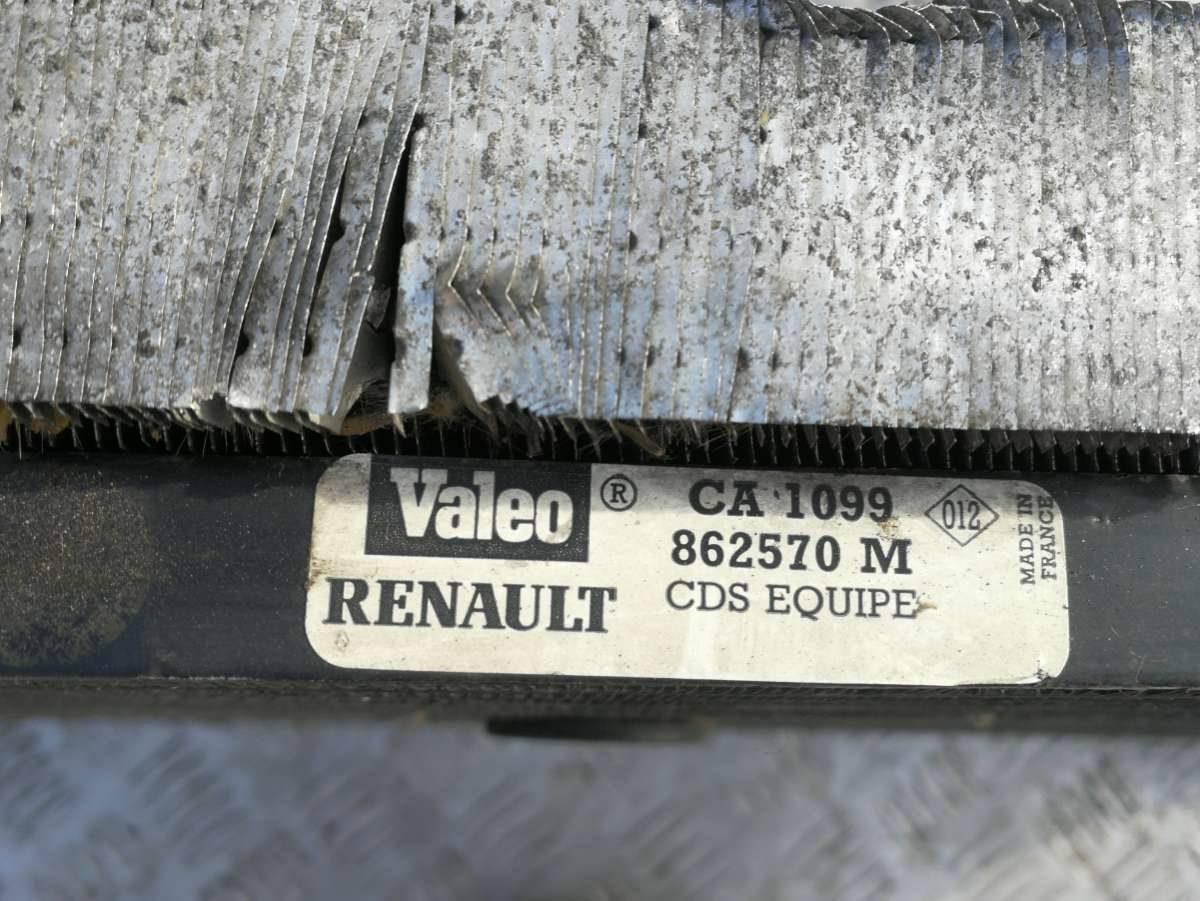 Valeo ® CA 1099 012
862570 M
RENAULT CDS EQUIPE
MADE IN
FRANCE